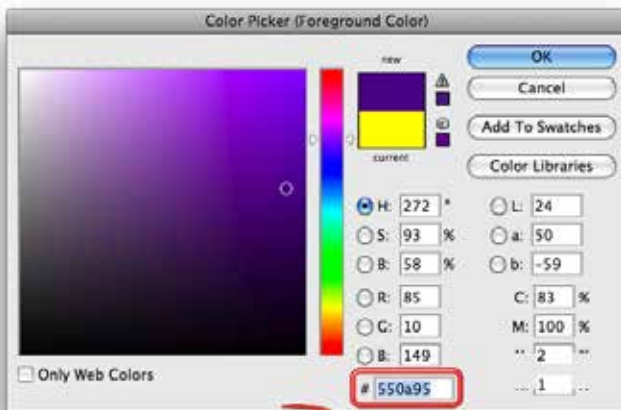 Color Picker (Foreground Color)
new
OK
Cancel
Add To Swatches
current
Color Libraries
H: 272 °
L: 24
S: 93 %
a: 50
B: 58 %
b: -59
R: 85
C: 83 %
G: 10
M: 100 %
B: 149
2
Only Web Colors
# 550a95
1